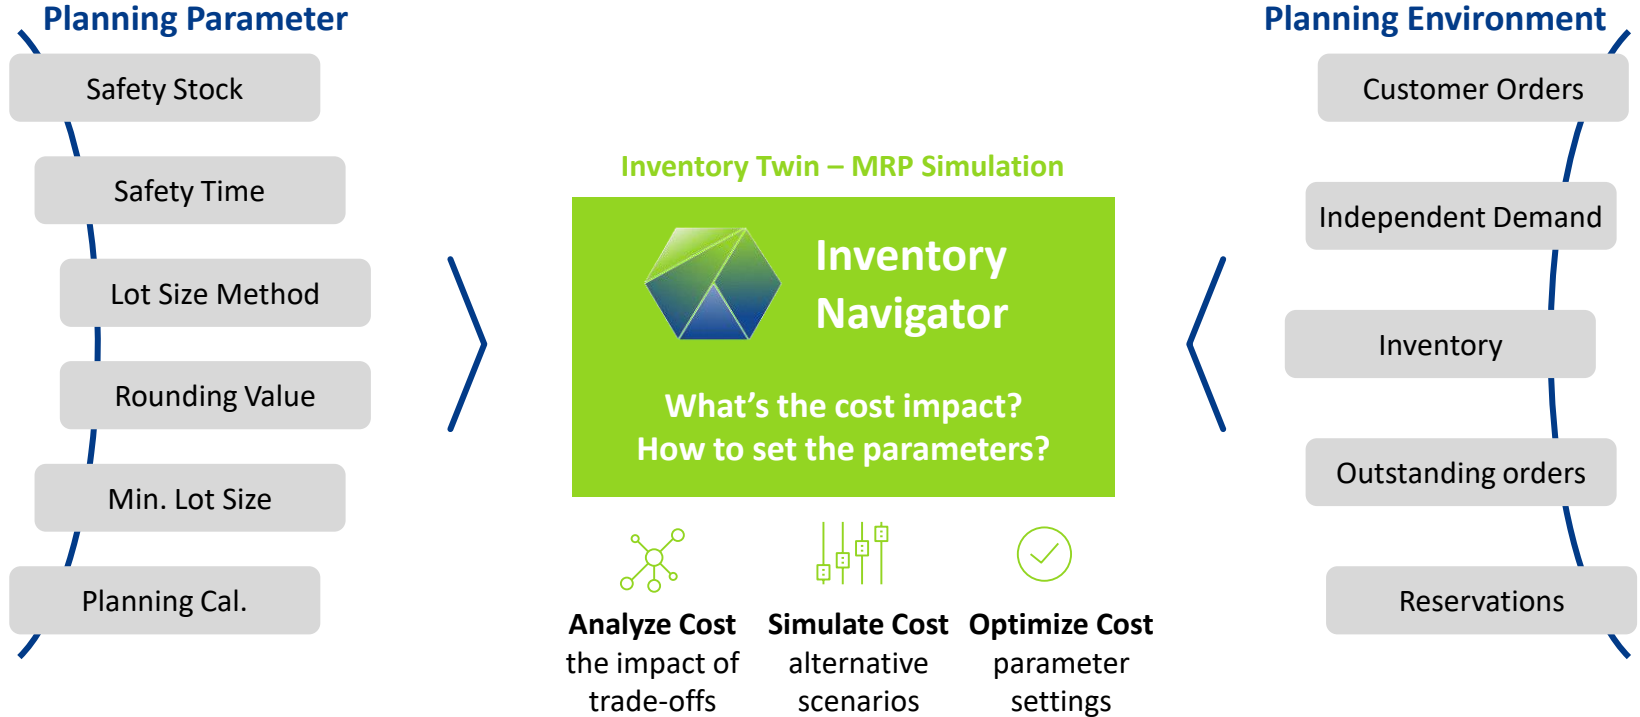 Planning Parameter
Safety Stock
Safety Time
Lot Size Method
Rounding Value
Min. Lot Size
Planning Cal.
Inventory Twin – MRP Simulation
Inventory
Navigator
What’s the cost impact?
How to set the parameters?
Analyze Cost
the impact of
trade-offs
Simulate Cost
alternative
scenarios
Optimize Cost
parameter
settings
Planning Environment
Customer Orders
Independent Demand
Inventory
Outstanding orders
Reservations